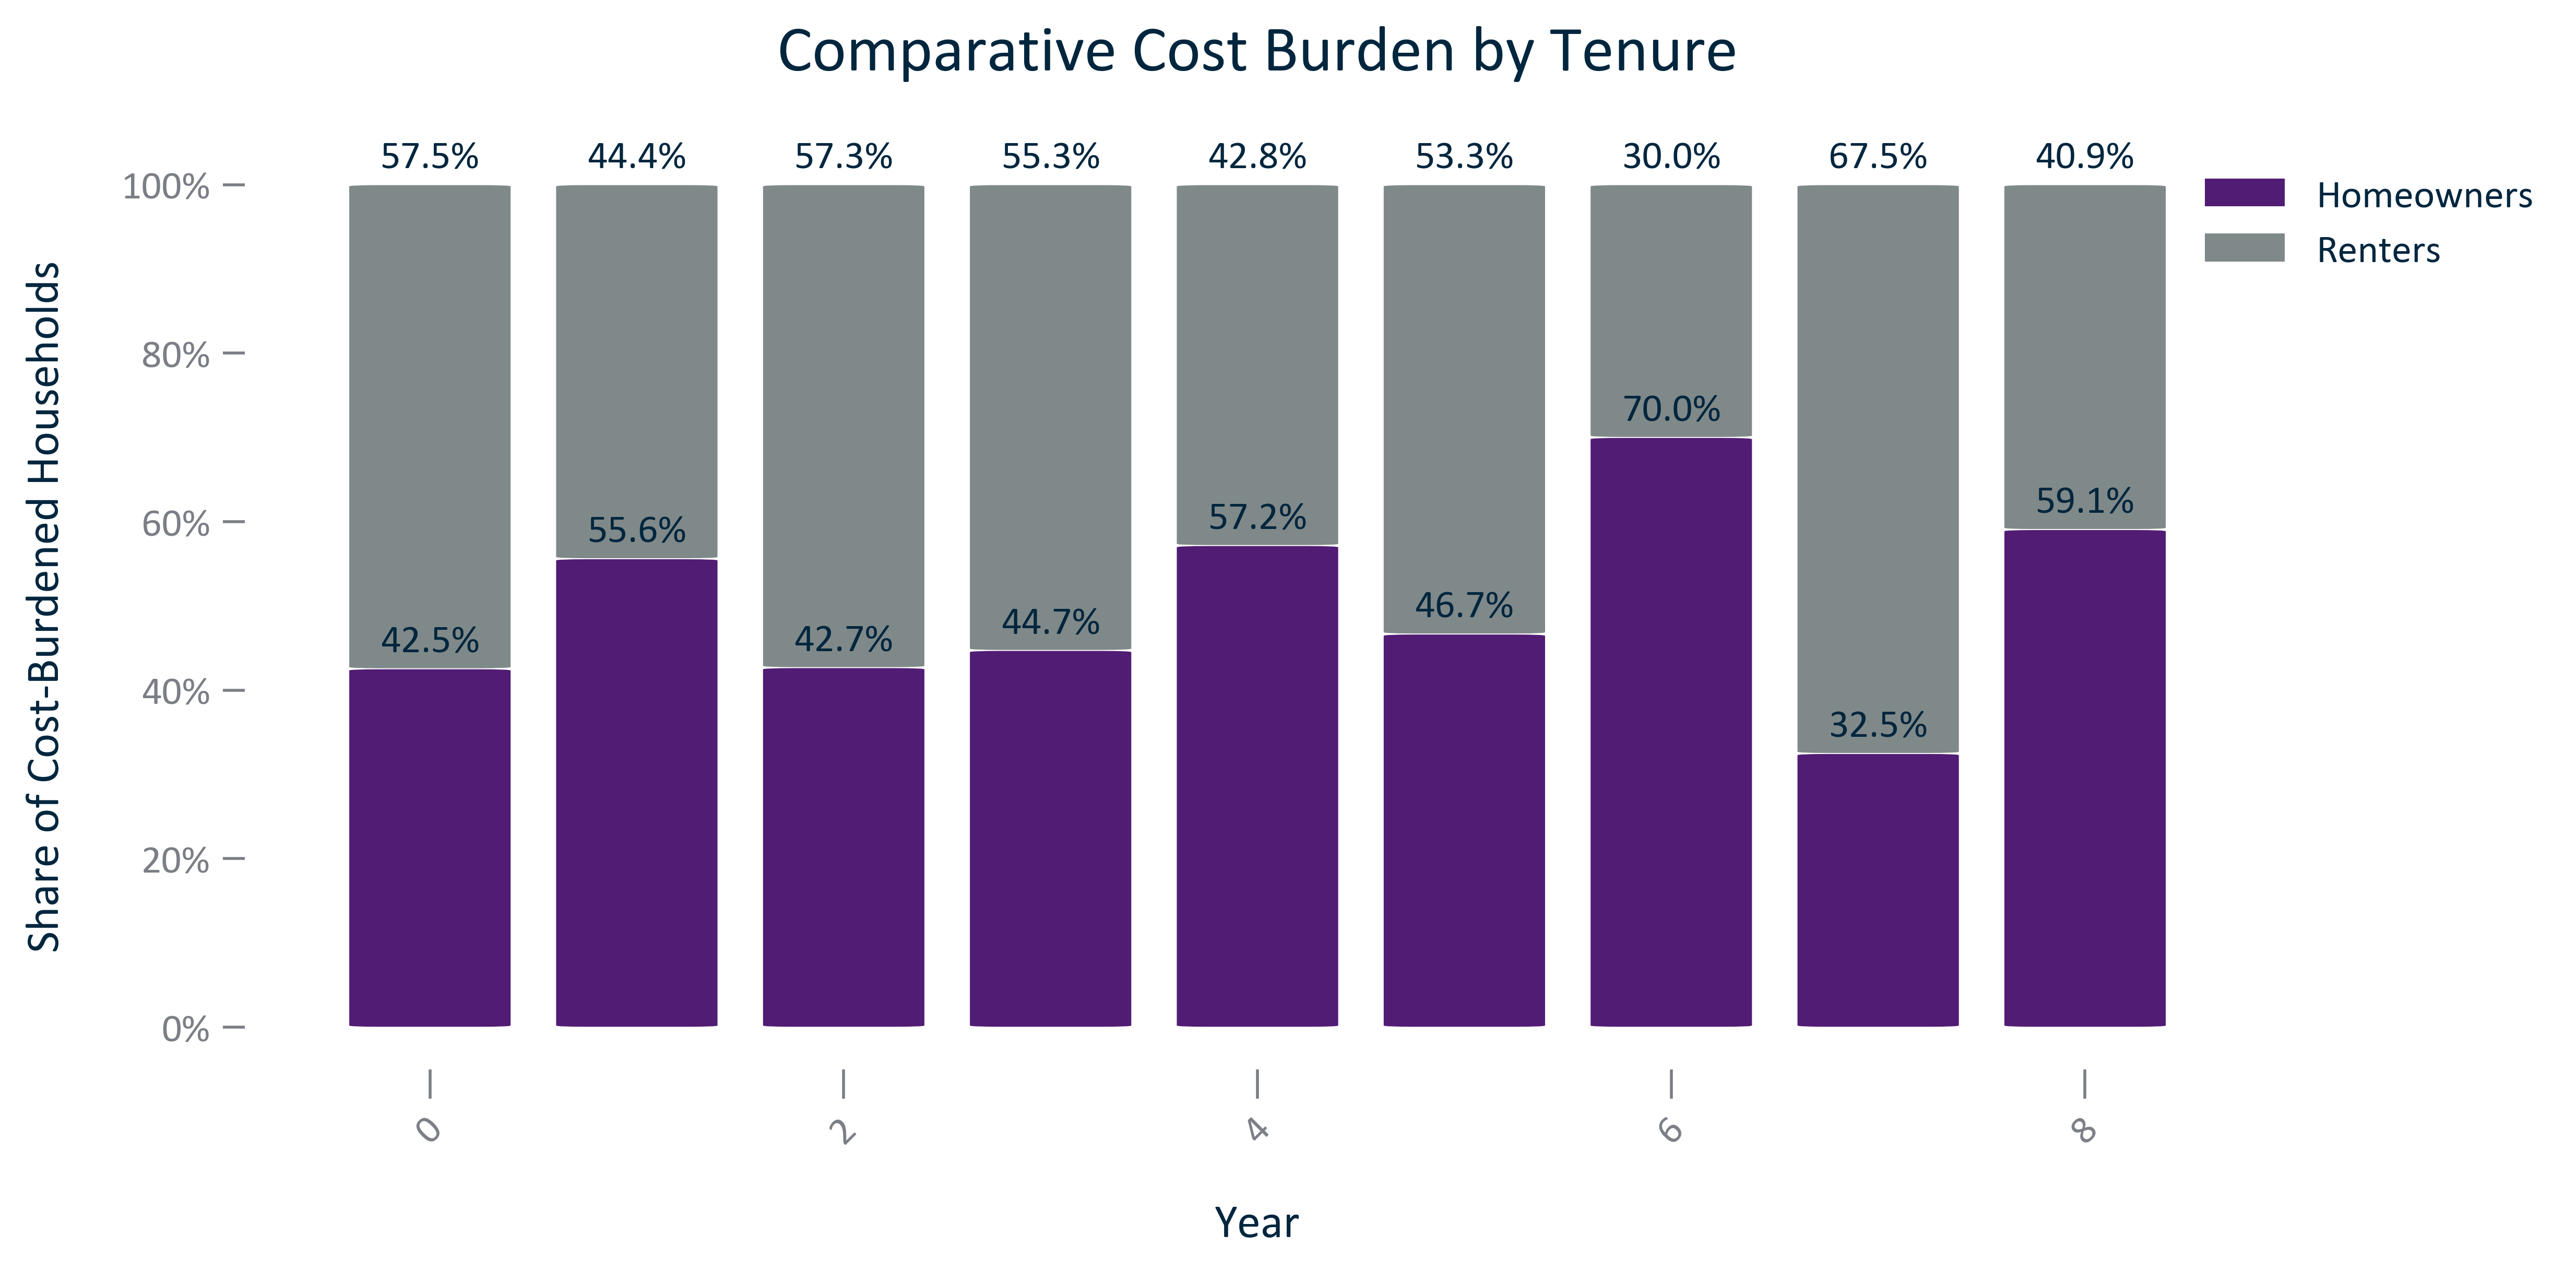 Comparative Cost Burden by Tenure
57.5% 44.4% 57.3% 55.3% 42.8% 53.3% 30.0% 67.5% 40.9%
Homeowners
Renters
100%
80%
60%
40%
20%
0%
Share of Cost-Burdened Households
42.5% 55.6% 42.7% 44.7% 57.2% 46.7% 70.0% 32.5% 59.1%
0 2 4 6 8
Year